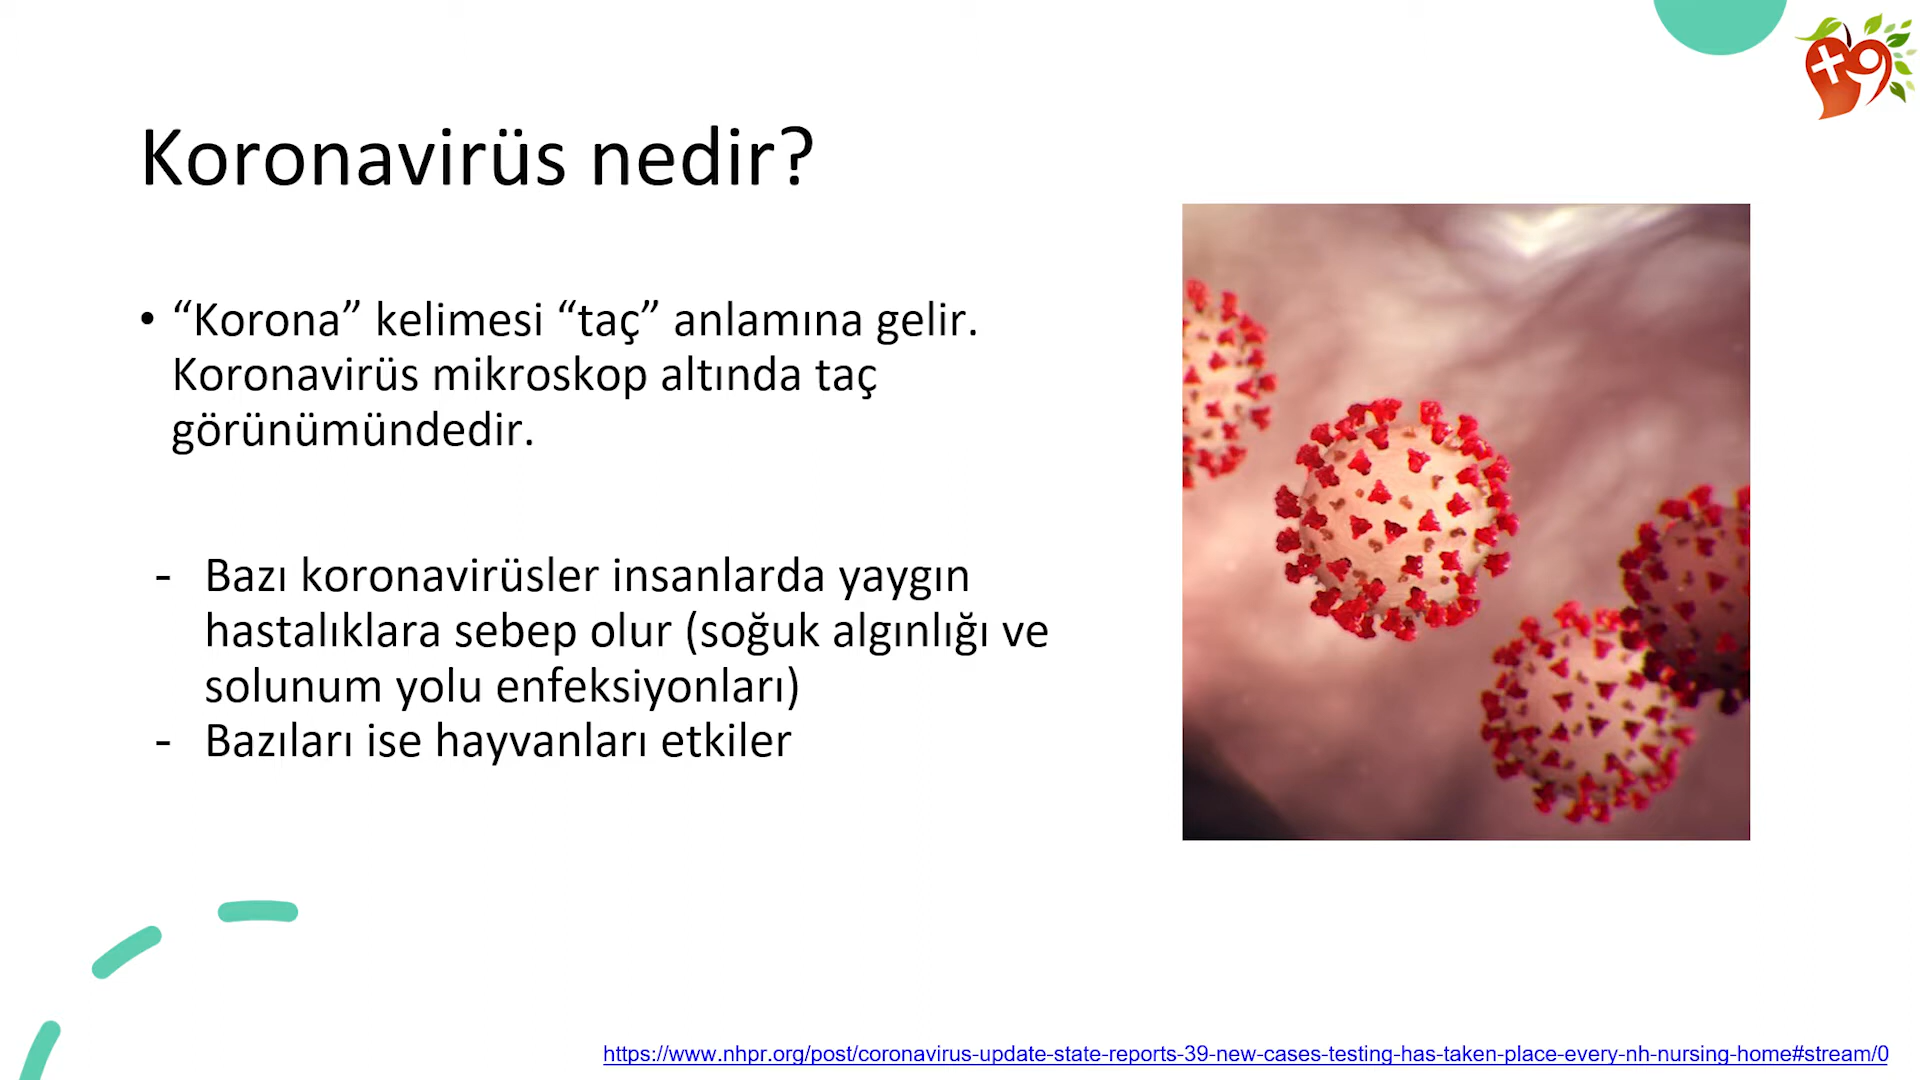 Koronavirüs nedir?
• “Korona” kelimesi “taç” anlamına gelir.
Koronavirüs mikroskop altında taç
görünümündedir.
- Bazı koronavirüsler insanlarda yaygın
hastalıklara sebep olur (soğuk algınlığı ve
solunum yolu enfeksiyonları)
- Bazıları ise hayvanları etkiler
https://www.nhpr.org/post/coronavirus-update-state-reports-39-new-cases-testing-has-taken-place-every-nh-nursing-home#stream/0